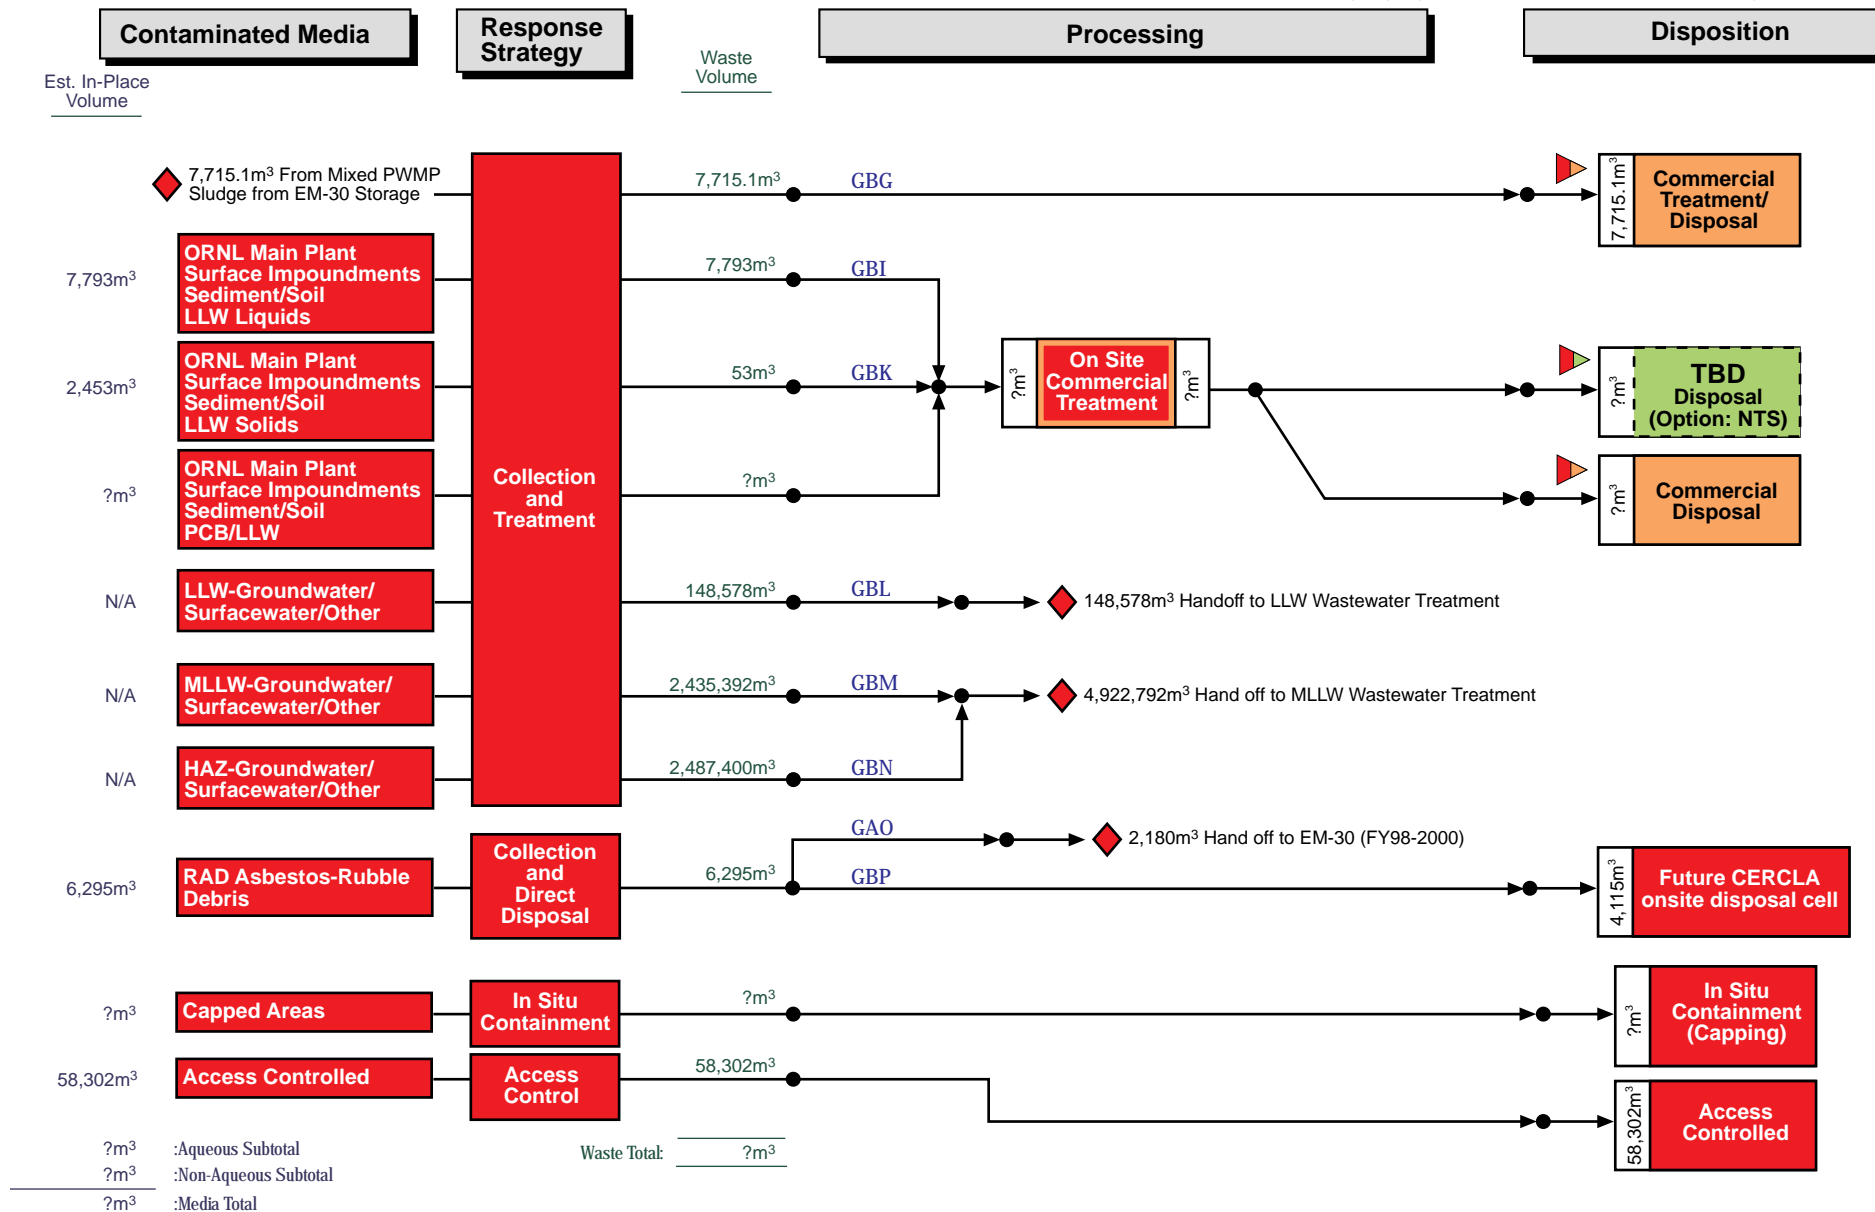 Contaminated Media
Response
Strategy
Processing
Disposition
Est. In-Place
Volume
Waste
Volume
7,715.1m³ From Mixed PWMP
Sludge from EM-30 Storage
7,715.1m³
GBG
7,715.1m³
Commercial
Treatment/
Disposal
7,793m³
ORNL Main Plant
Surface Impoundments
Sediment/Soil
LLW Liquids
7,793m³
GBI
2,453m³
ORNL Main Plant
Surface Impoundments
Sediment/Soil
LLW Solids
53m³
GBK
?m³
On Site
Commercial
Treatment
?m³
?m³
TBD
Disposal
(Option: NTS)
?m³
ORNL Main Plant
Surface Impoundments
Sediment/Soil
PCB/LLW
Collection
and
Treatment
?m³
?m³
Commercial
Disposal
N/A
LLW-Groundwater/
Surfacewater/Other
148,578m³
GBL
148,578m³ Handoff to LLW Wastewater Treatment
N/A
MLLW-Groundwater/
Surfacewater/Other
2,435,392m³
GBM
4,922,792m³ Hand off to MLLW Wastewater Treatment
N/A
HAZ-Groundwater/
Surfacewater/Other
2,487,400m³
GBN
GAO
2,180m³ Hand off to EM-30 (FY98-2000)
6,295m³
RAD Asbestos-Rubble
Debris
Collection
and
Direct
Disposal
6,295m³
GBP
4,115m³
Future CERCLA
onsite disposal cell
?m³
Capped Areas
In Situ
Containment
?m³
?m³
In Situ
Containment
(Capping)
58,302m³
Access Controlled
Access
Control
58,302m³
58,302m³
Access
Controlled
?m³ :Aqueous Subtotal
?m³ :Non-Aqueous Subtotal
?m³ :Media Total
Waste Total: ?m³